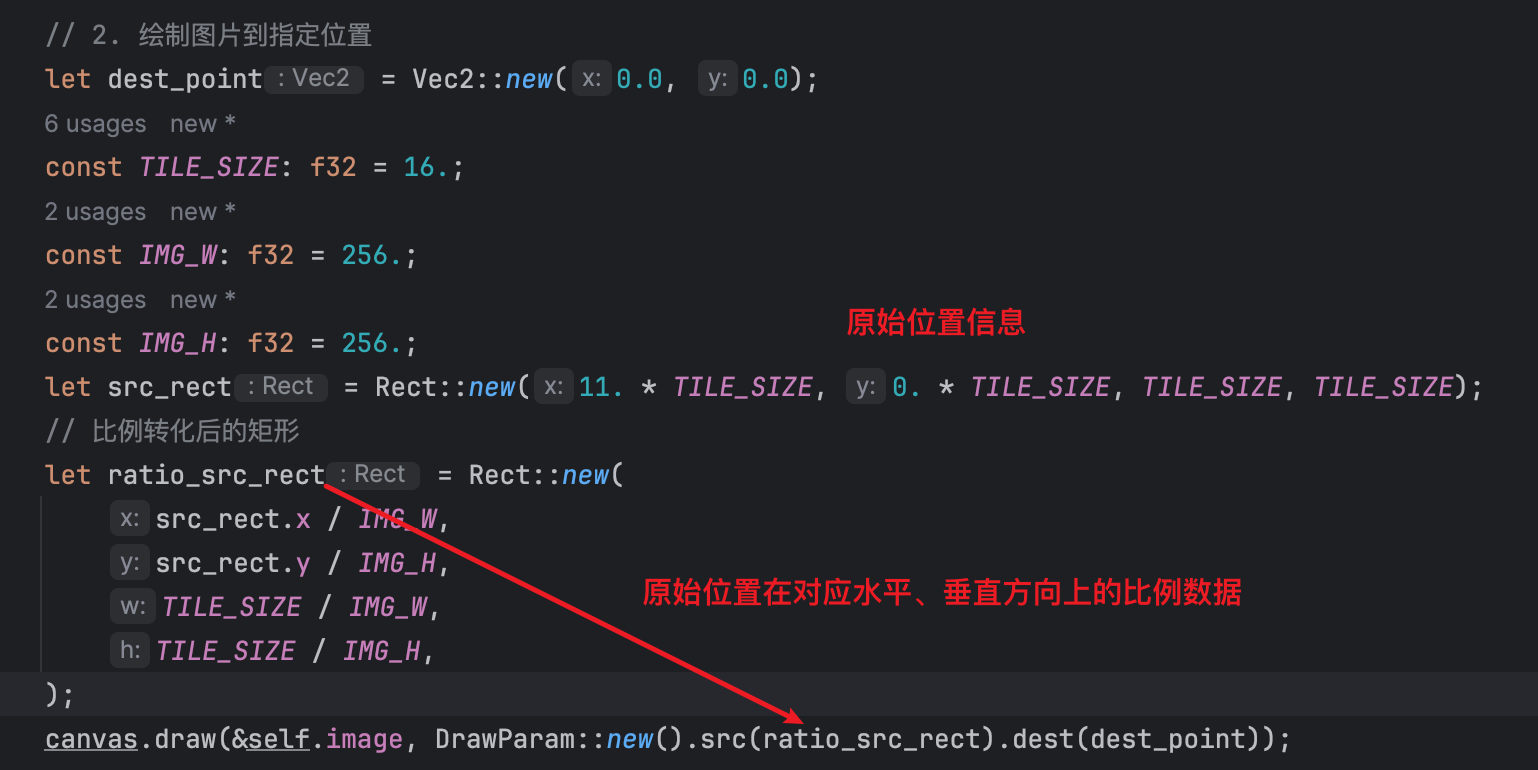 // 2. 绘制图片到指定位置
let dest_point : Vec2 = Vec2::new( x: 0.0, y: 0.0);
6 usages new *
const TILE_SIZE: f32 = 16.;
2 usages new *
const IMG_W: f32 = 256.;
2 usages new *
原始位置信息
const IMG_H: f32 = 256.;
let src_rect : Rect = Rect::new( x: 11. * TILE_SIZE, y: 0. * TILE_SIZE, TILE_SIZE, TILE_SIZE);
// 比例转化后的矩形
let ratio_src_rect : Rect = Rect::new(
x: src_rect.x / IMG_W,
y: src_rect.y / IMG_H,
原始位置在对应水平、垂直方向上的比例数据
w: TILE_SIZE / IMG_W,
h: TILE_SIZE / IMG_H,
);
canvas.draw(&self.image, DrawParam::new().src(ratio_src_rect).dest(dest_point));